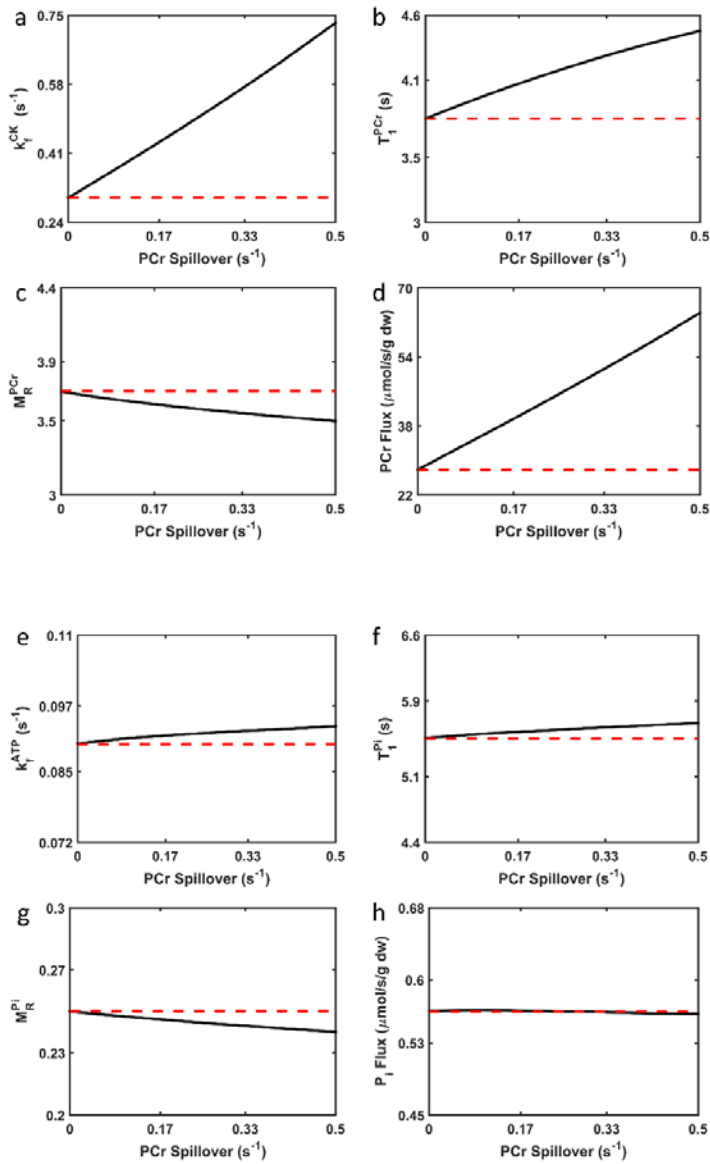 a
0.75
0.58
0.41
0.24
k_f^CK (s^-1)
0
0.17
0.33
0.5
PCr Spillover (s^-1)
b
4.6
4.1
3.5
3
T_1^PCr (s)
0
0.17
0.33
0.5
PCr Spillover (s^-1)
c
4.4
3.9
3.5
3
M_R^PCr
0
0.17
0.33
0.5
PCr Spillover (s^-1)
d
70
54
38
22
PCr Flux (μmol/s/g dw)
0
0.17
0.33
0.5
PCr Spillover (s^-1)
e
0.11
0.097
0.085
0.072
k_f^ATP (s^-1)
0
0.17
0.33
0.5
PCr Spillover (s^-1)
f
6.6
5.9
5.1
4.4
T_1^Pi (s)
0
0.17
0.33
0.5
PCr Spillover (s^-1)
g
0.3
0.27
0.23
0.2
M_R^Pi
0
0.17
0.33
0.5
PCr Spillover (s^-1)
h
0.68
0.6
0.53
0.45
P_i Flux (μmol/s/g dw)
0
0.17
0.33
0.5
PCr Spillover (s^-1)